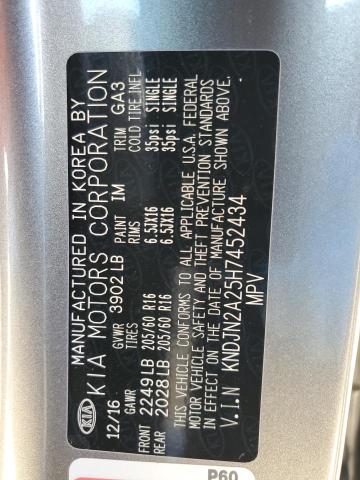 MANUFACTURED IN KOREA BY
KIA KIA MOTORS CORPORATION
12/16 GVWR 3902 LB PAINT IM TRIM GA3
GAWR TIRES RIMS COLD TIRE INFL
FRONT 2249 LB 205/60 R16 6.5JX16 35psi SINGLE
REAR 2028 LB 205/60 R16 6.5JX16 35psi SINGLE
THIS VEHICLE CONFORMS TO ALL APPLICABLE U.S.A. FEDERAL
MOTOR VEHICLE SAFETY AND THEFT PREVENTION STANDARDS
IN EFFECT ON THE DATE OF MANUFACTURE SHOWN ABOVE.
V.I.N KNDJN2A25H7452434
MPV
P60